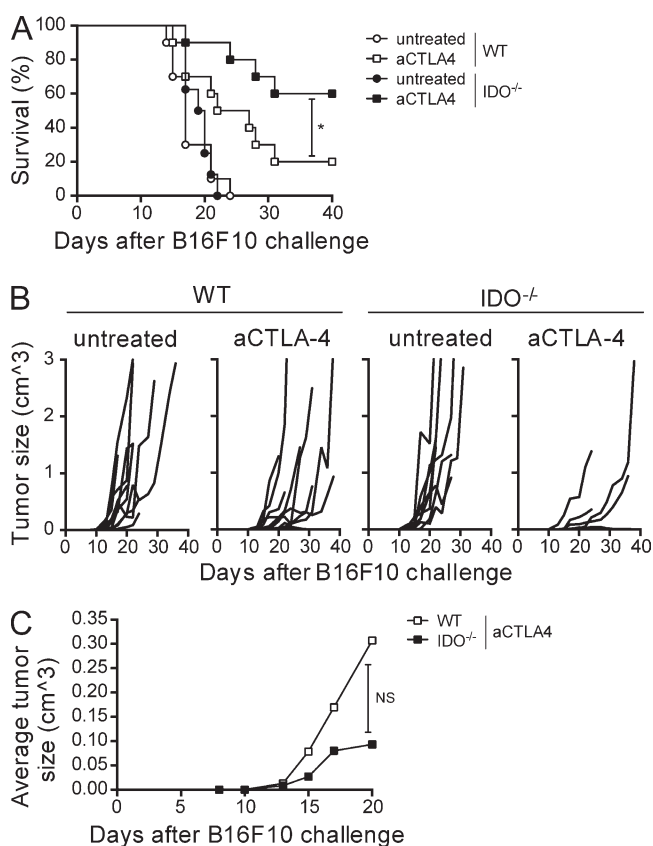 A
Survival (%)
100
80
60
40
20
0
0 10 20 30 40
Days after B16F10 challenge
untreated
aCTLA4
WT
untreated
aCTLA4
IDO-/-
*
B
WT
IDO-/-
untreated
aCTLA-4
untreated
aCTLA-4
Tumor size (cm^3)
3
2
1
0
0 10 20 30 40
0 10 20 30 40
0 10 20 30 40
0 10 20 30 40
Days after B16F10 challenge
C
Average tumor
size (cm^3)
0.35
0.30
0.25
0.20
0.15
0.10
0.05
0.00
0 5 10 15 20
Days after B16F10 challenge
WT
IDO-/-
aCTLA4
NS